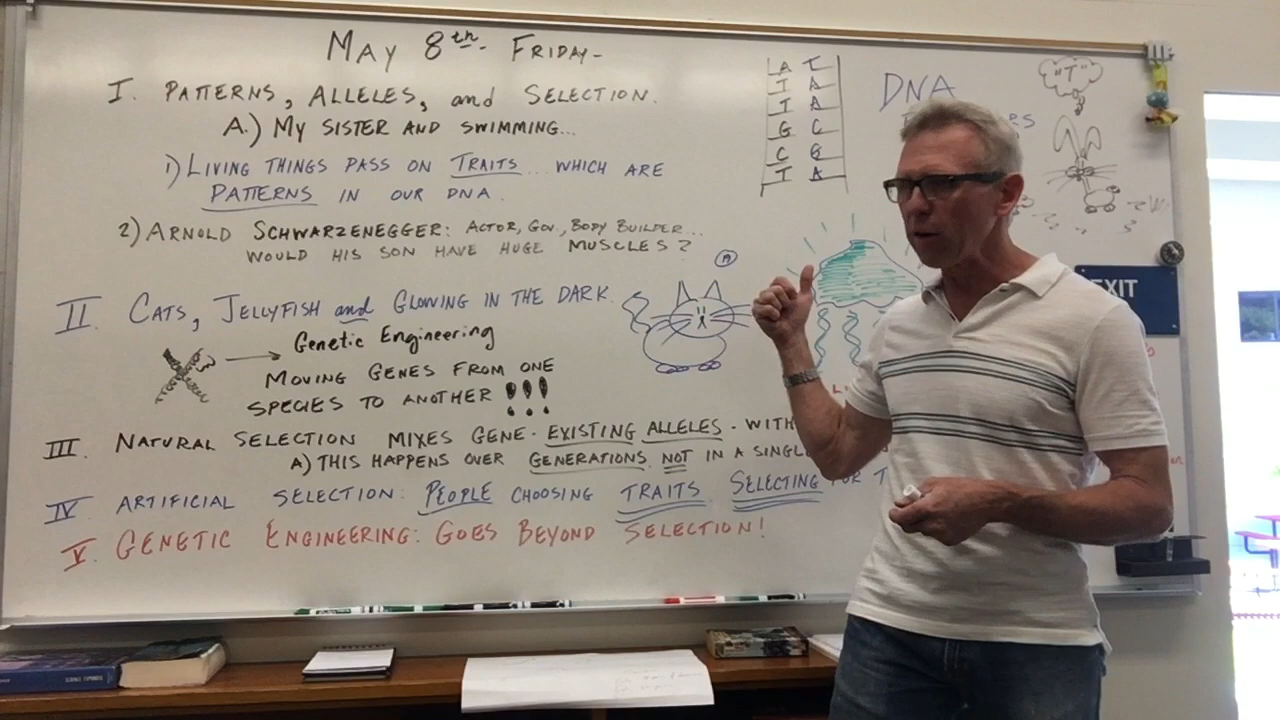 MAY 8th. FRIDAY-
I. PATTERNS, ALLELES, and SELECTION.
A.) MY SISTER AND SWIMMING...
1) LIVING THINGS PASS ON TRAITS... WHICH ARE
PATTERNS IN OUR DNA.
2) ARNOLD SCHWARZENEGGER: ACTOR, GOV., BODY BUILDER...
WOULD HIS SON HAVE HUGE MUSCLES?
II. CATS, JELLYFISH and GLOWING IN THE DARK.
Genetic Engineering
MOVING GENES FROM ONE
SPECIES TO ANOTHER !!!
III. NATURAL SELECTION MIXES GENE-EXISTING ALLELES-WITH
A) THIS HAPPENS OVER GENERATIONS NOT IN A SINGL
IV. ARTIFICIAL SELECTION: PEOPLE CHOOSING TRAITS. SELECTING FOR T
V. GENETIC ENGINEERING: GOES BEYOND SELECTION!
A T
T A
T A
G C
C G
T A
DNA
RS
"T"
EXIT